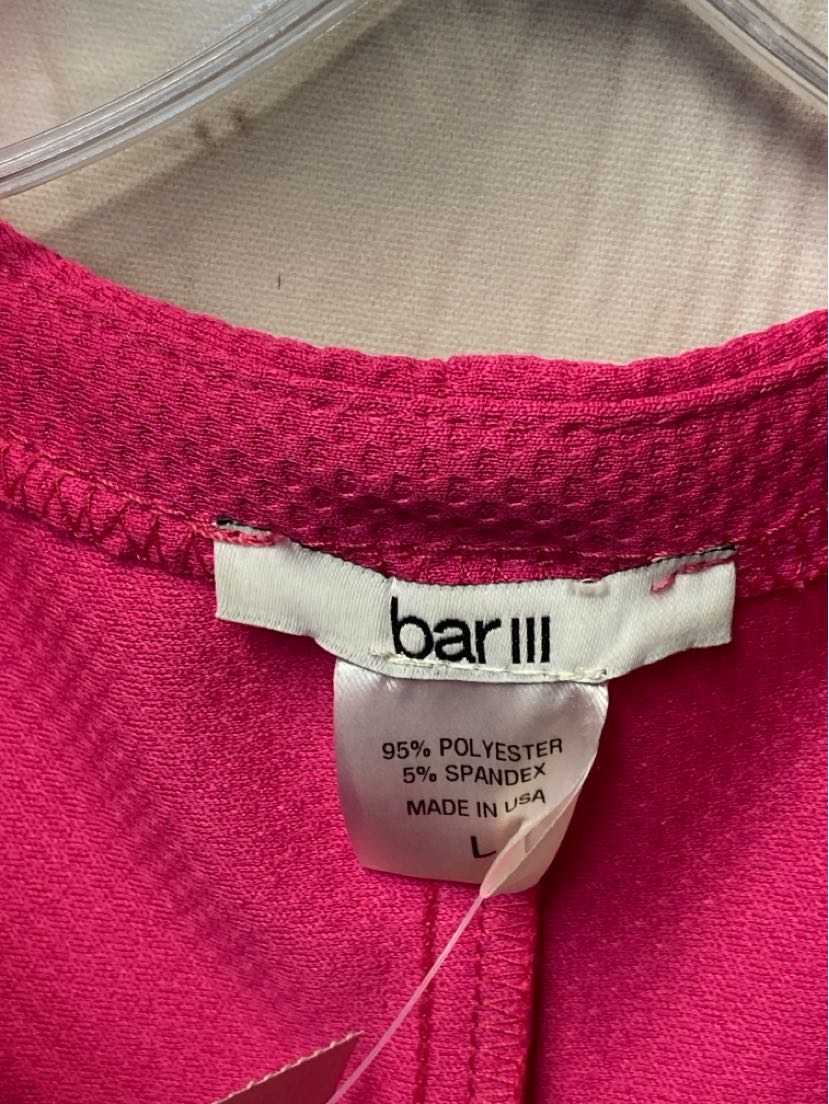 bar III
95% POLYESTER
5% SPANDEX
MADE IN USA
L